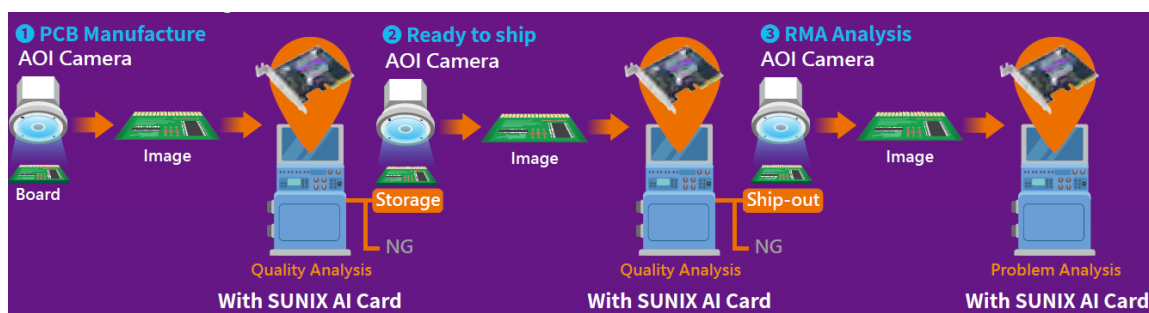 ❶ PCB Manufacture
AOI Camera
Board
Image
Quality Analysis
With SUNIX AI Card
❷ Ready to ship
AOI Camera
Storage
NG
Image
Quality Analysis
With SUNIX AI Card
❸ RMA Analysis
AOI Camera
Ship-out
NG
Image
Problem Analysis
With SUNIX AI Card